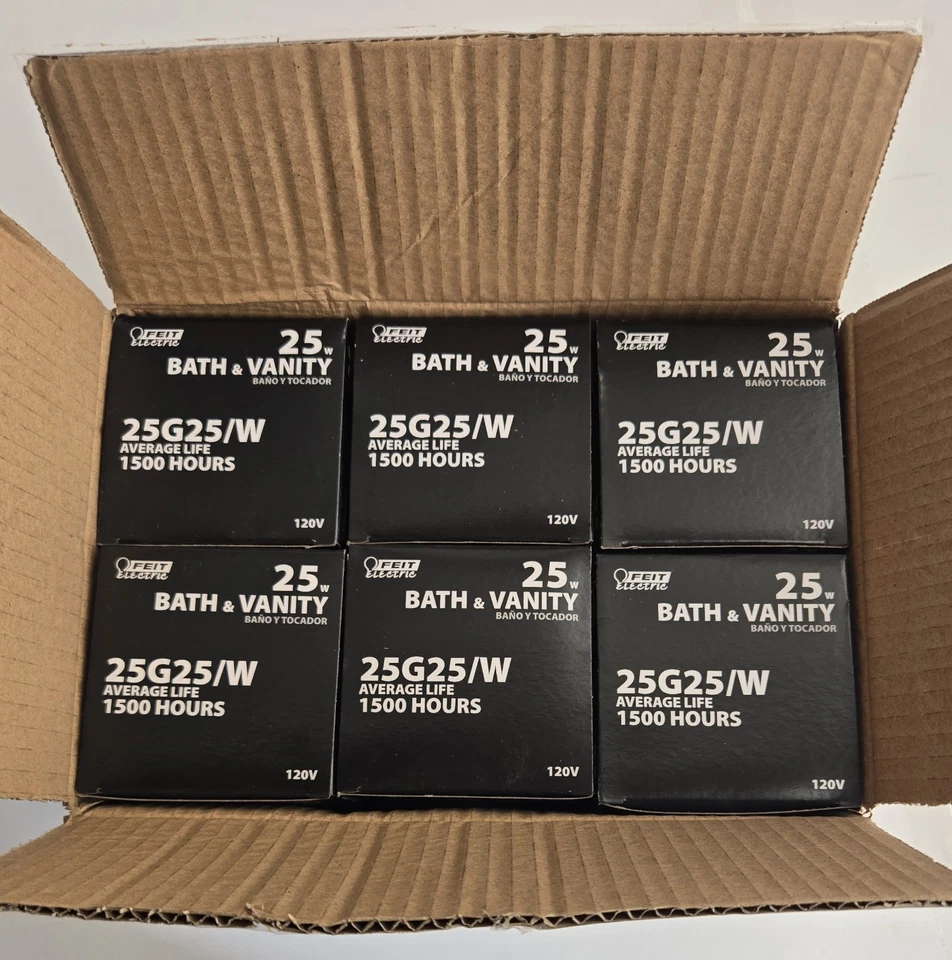 FEIT
electric
25w
BATH & VANITY
BAÑO Y TOCADOR
25G25/W
AVERAGE LIFE
1500 HOURS
120V
FEIT
electric
25w
BATH & VANITY
BAÑO Y TOCADOR
25G25/W
AVERAGE LIFE
1500 HOURS
120V
FEIT
electric
25w
BATH & VANITY
BAÑO Y TOCADOR
25G25/W
AVERAGE LIFE
1500 HOURS
120V
FEIT
electric
25w
BATH & VANITY
BAÑO Y TOCADOR
25G25/W
AVERAGE LIFE
1500 HOURS
120V
FEIT
electric
25w
BATH & VANITY
BAÑO Y TOCADOR
25G25/W
AVERAGE LIFE
1500 HOURS
120V
FEIT
electric
25w
BATH & VANITY
BAÑO Y TOCADOR
25G25/W
AVERAGE LIFE
1500 HOURS
120V